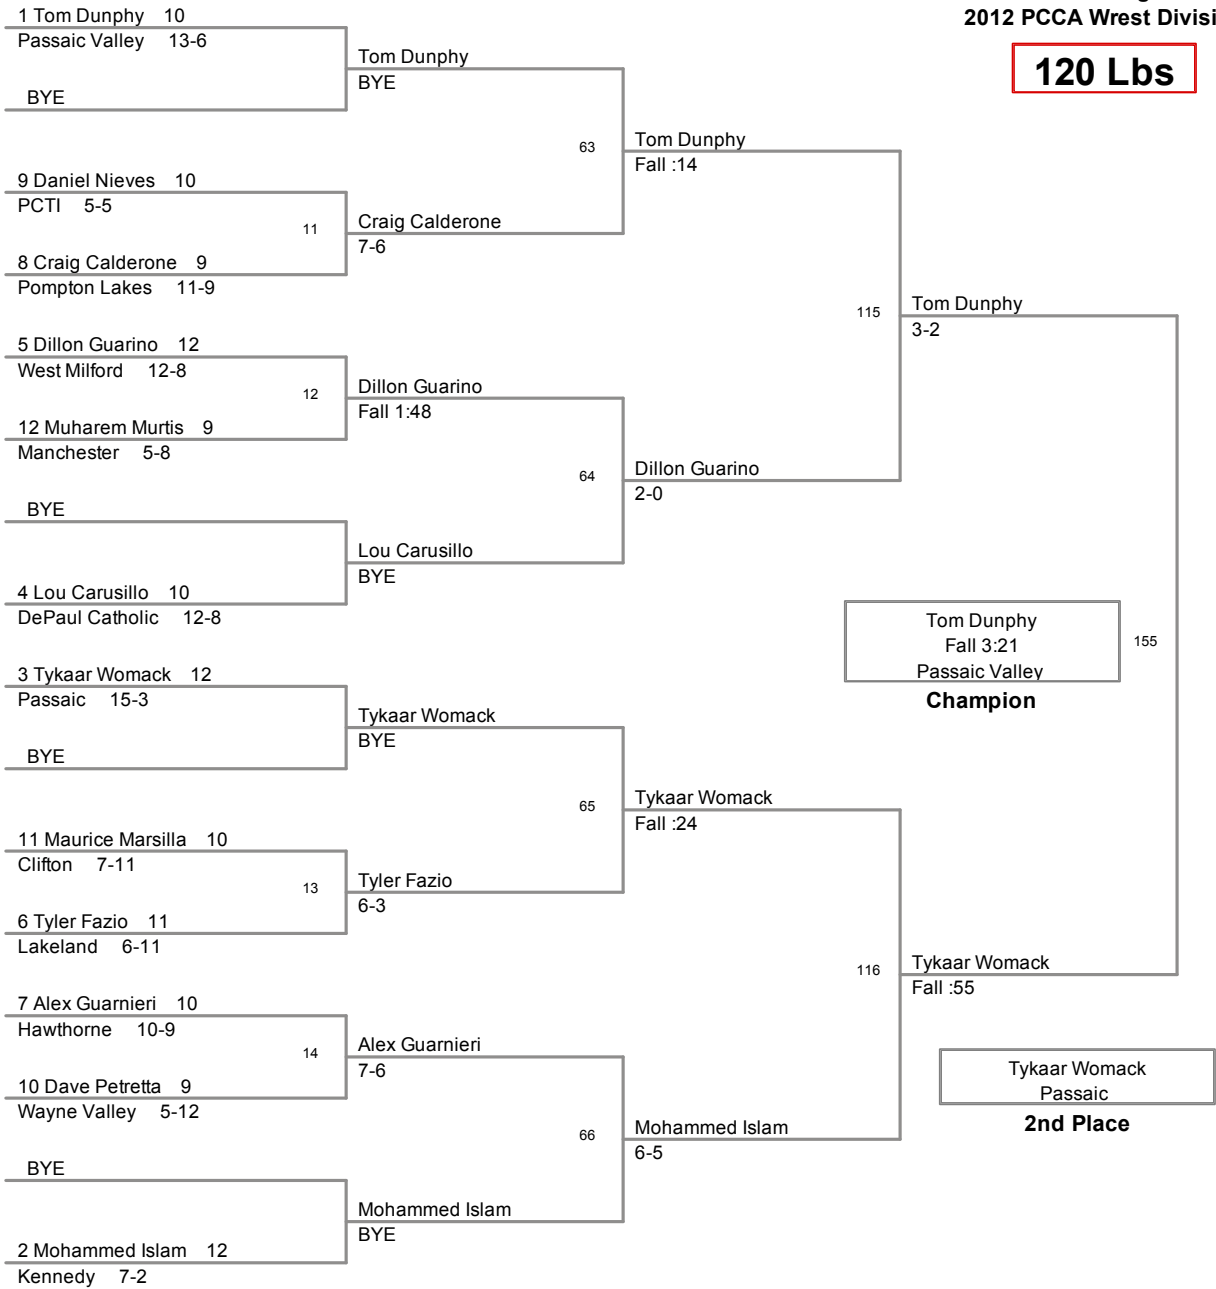 2012 PCCA Wrest Divisi
120 Lbs
1 Tom Dunphy 10
Passaic Valley 13-6
BYE
9 Daniel Nieves 10
PCTI 5-5
11
8 Craig Calderone 9
Pompton Lakes 11-9
5 Dillon Guarino 12
West Milford 12-8
12
12 Muharem Murtis 9
Manchester 5-8
BYE
4 Lou Carusillo 10
DePaul Catholic 12-8
3 Tykaar Womack 12
Passaic 15-3
BYE
11 Maurice Marsilla 10
Clifton 7-11
13
6 Tyler Fazio 11
Lakeland 6-11
7 Alex Guarnieri 10
Hawthorne 10-9
14
10 Dave Petretta 9
Wayne Valley 5-12
BYE
2 Mohammed Islam 12
Kennedy 7-2
Tom Dunphy
BYE
63
Craig Calderone
7-6
Dillon Guarino
Fall 1:48
64
Lou Carusillo
BYE
Tykaar Womack
BYE
65
Tyler Fazio
6-3
Alex Guarnieri
7-6
66
Mohammed Islam
BYE
Tom Dunphy
Fall :14
115
Dillon Guarino
2-0
Tykaar Womack
Fall :24
116
Mohammed Islam
6-5
Tom Dunphy
3-2
155
Tykaar Womack
Fall :55
Tom Dunphy
Fall 3:21
Passaic Valley
Champion
Tykaar Womack
Passaic
2nd Place